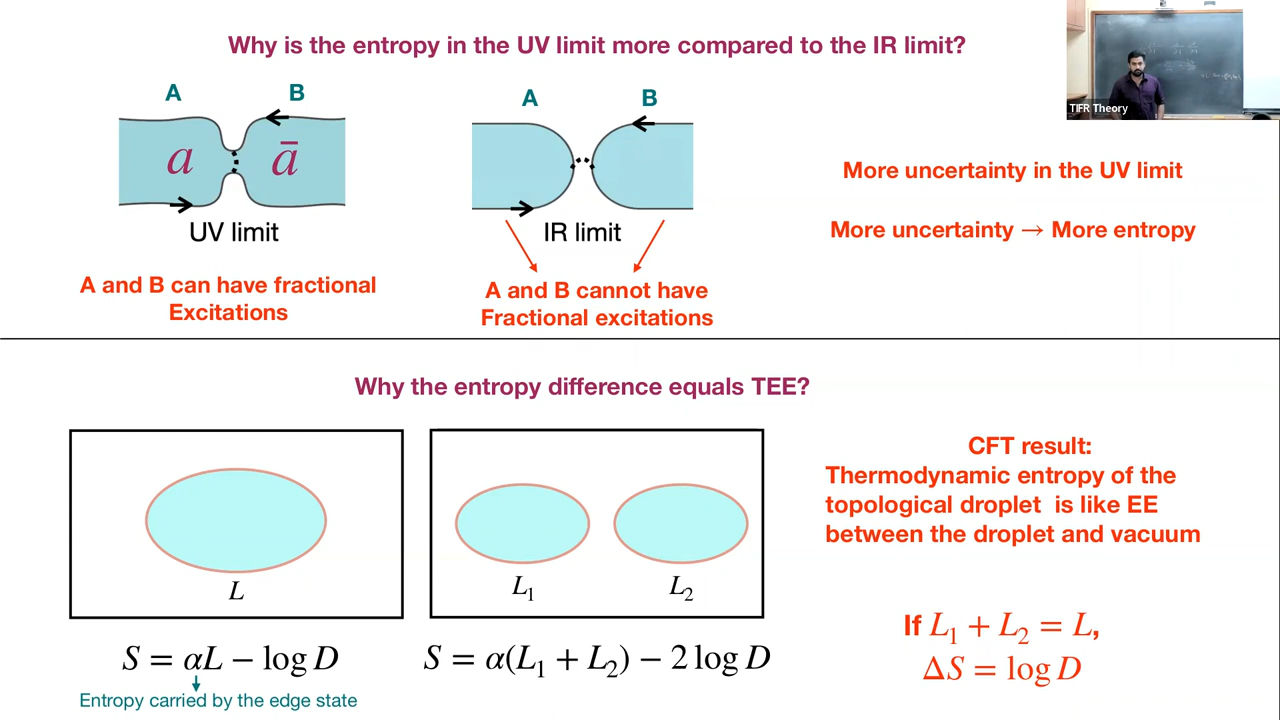 Why is the entropy in the UV limit more compared to the IR limit?
TIFR Theory
A
B
a
ā
UV limit
A and B can have fractional
Excitations
A
B
IR limit
A and B cannot have
Fractional excitations
More uncertainty in the UV limit
More uncertainty → More entropy
Why the entropy difference equals TEE?
L
S = αL − log D
Entropy carried by the edge state
L₁
L₂
S = α(L₁ + L₂) − 2 log D
CFT result:
Thermodynamic entropy of the
topological droplet is like EE
between the droplet and vacuum
If L₁ + L₂ = L,
ΔS = log D